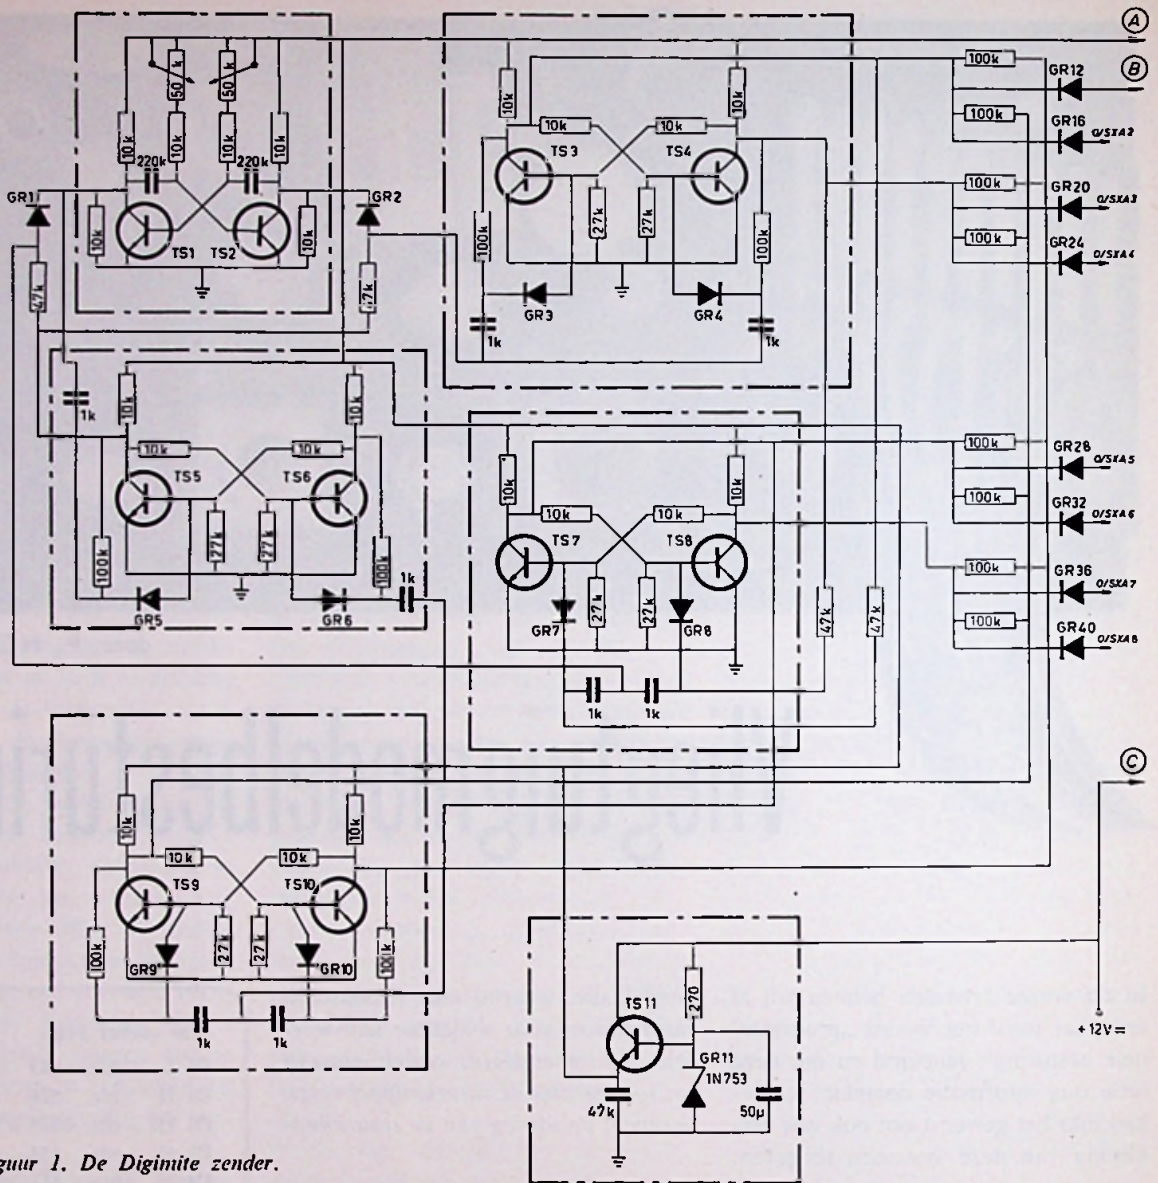 A
B
100k
GR12
100k
GR16
O/SXA2
100k
GR20
O/SXA3
100k
GR24
O/SXA4
50 k
50 k
10k
10k
10k
10k
220k
220k
GR1
GR2
10k
TS1
TS2
10k
47k
47k
10k
10k
10k
10k
TS3
TS4
27k
27k
100k
100k
GR3
GR4
1k
1k
1k
10k
10k
10k
10k
TS5
TS6
27k
27k
100k
100k
1k
GR5
GR6
10k
10k
10k
10k
TS7
TS8
27k
27k
GR7
GR8
1k
1k
47k
47k
100k
GR28
O/SXA5
100k
GR32
O/SXA6
100k
GR36
O/SXA7
100k
GR40
O/SXA8
C
10k
10k
10k
10k
TS9
TS10
27k
27k
100k
100k
GR9
GR10
1k
1k
TS11
270
GR11
1N753
47k
50µ
+12V=
guur 1. De Digimite zender.